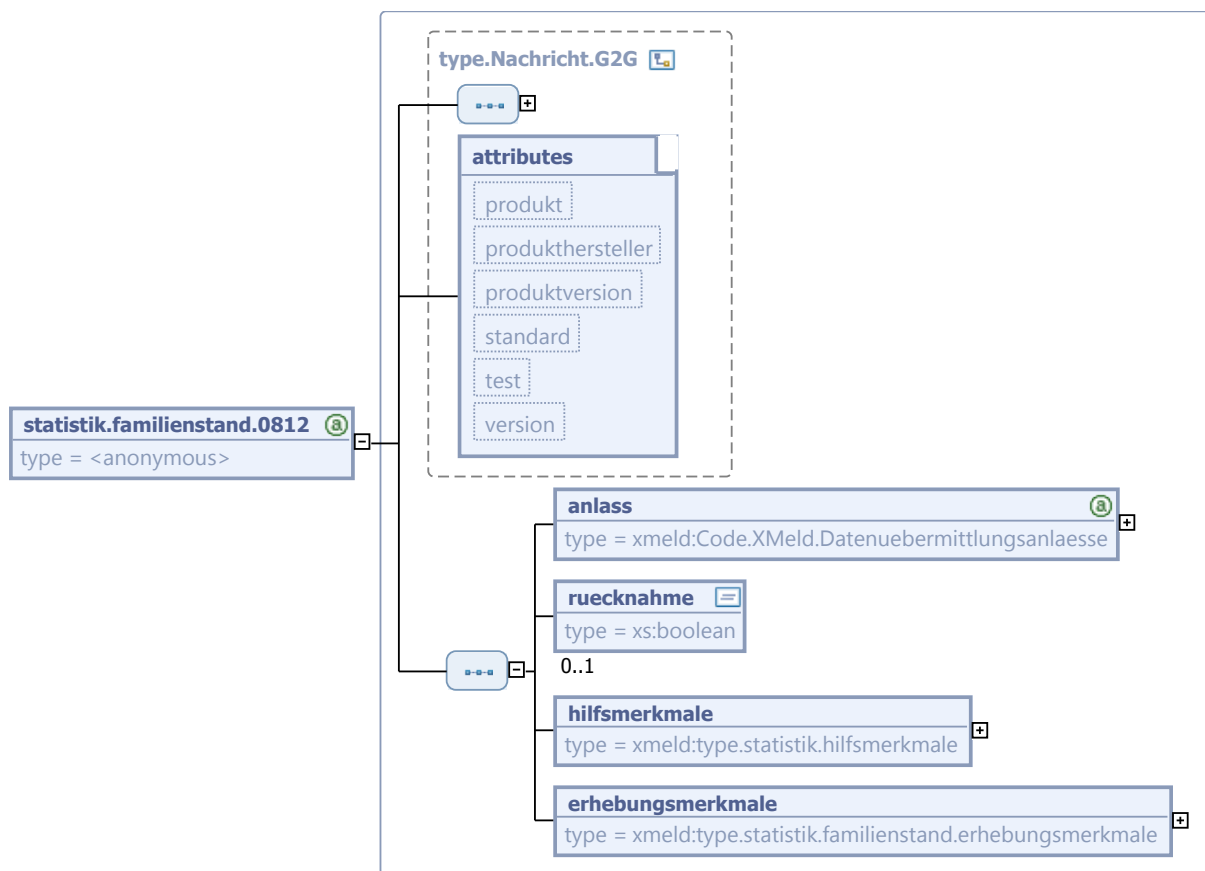 type.Nachricht.G2G
attributes
produkt
produkthersteller
produktversion
standard
test
version
statistik.familienstand.0812
type = <anonymous>
anlass
type = xmeld:Code.XMeld.Datenuebermittlungsanlaesse
ruecknahme
type = xs:boolean
0..1
hilfsmerkmale
type = xmeld:type.statistik.hilfsmerkmale
erhebungsmerkmale
type = xmeld:type.statistik.familienstand.erhebungsmerkmale